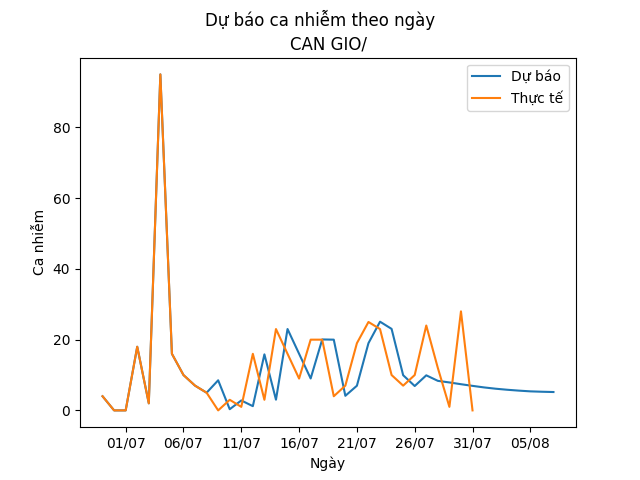 Dự báo ca nhiễm theo ngày
CAN GIO/
Dự báo
Thực tế
Ca nhiễm
80
60
40
20
0
01/07 06/07 11/07 16/07 21/07 26/07 31/07 05/08
Ngày